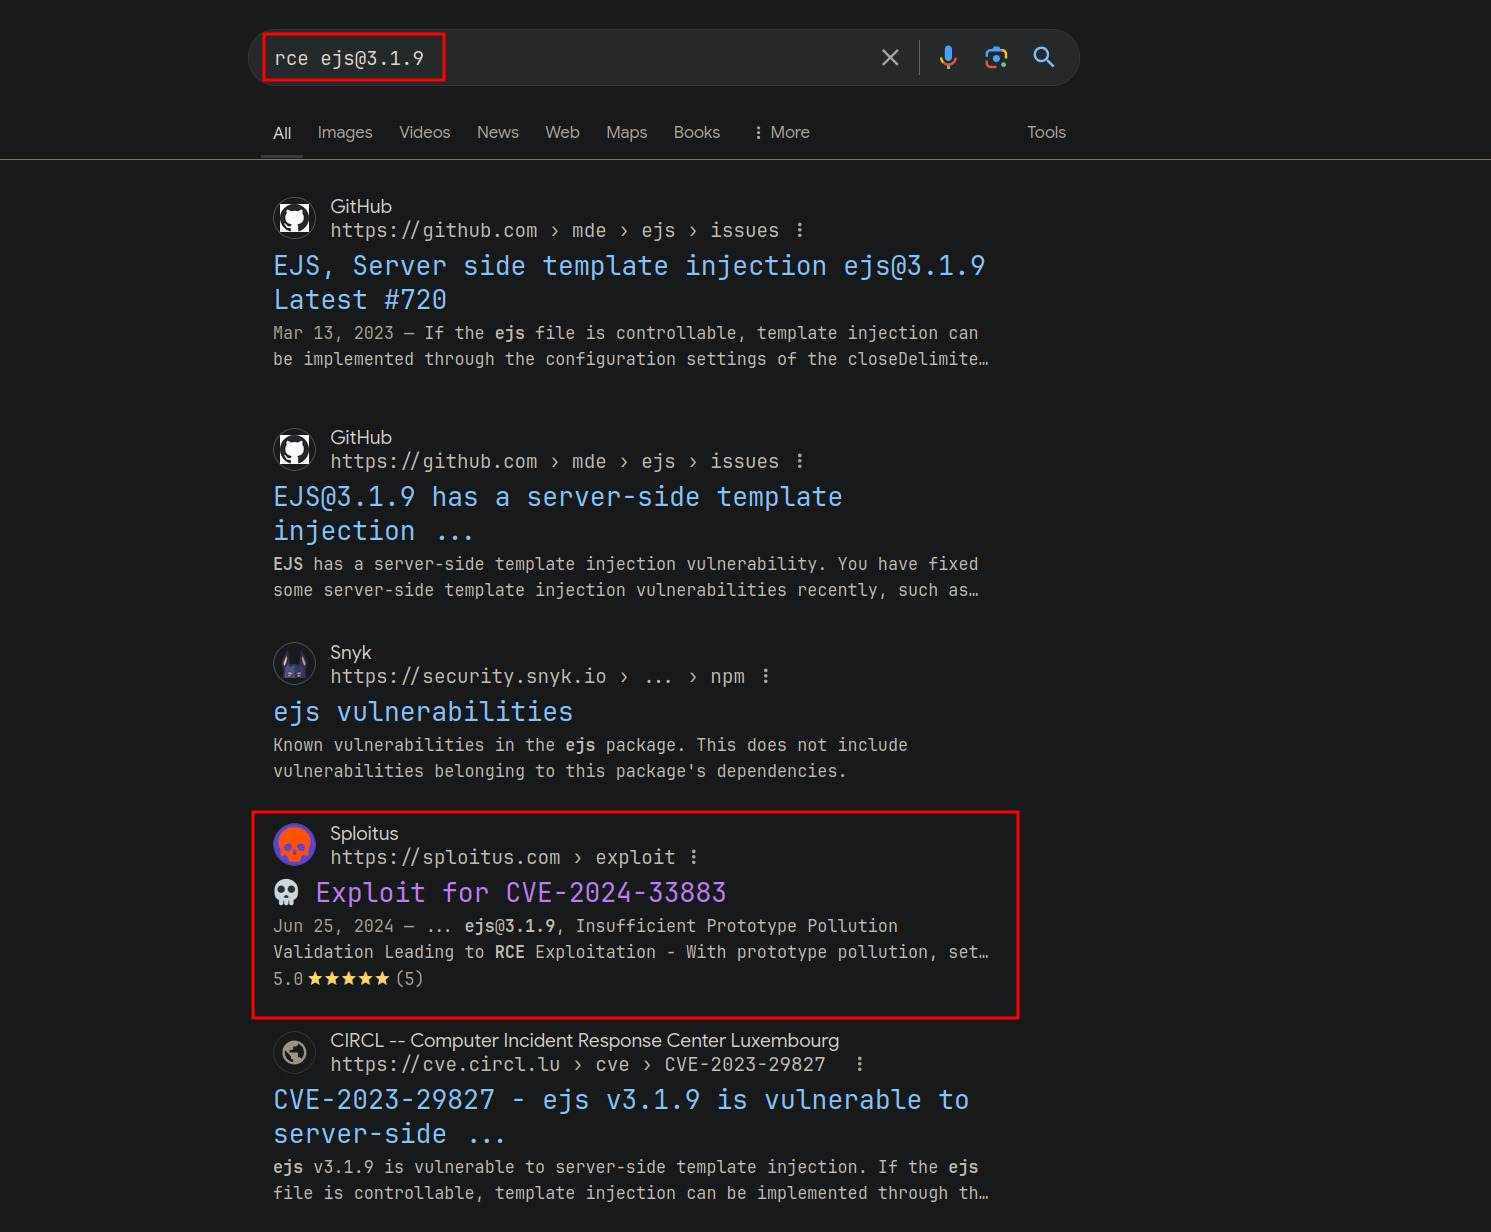 rce ejs@3.1.9
All Images Videos News Web Maps Books More Tools
GitHub
https://github.com › mde › ejs › issues
EJS, Server side template injection ejs@3.1.9
Latest #720
Mar 13, 2023 — If the ejs file is controllable, template injection can
be implemented through the configuration settings of the closeDelimite…
GitHub
https://github.com › mde › ejs › issues
EJS@3.1.9 has a server-side template
injection ...
EJS has a server-side template injection vulnerability. You have fixed
some server-side template injection vulnerabilities recently, such as…
Snyk
https://security.snyk.io › ... › npm
ejs vulnerabilities
Known vulnerabilities in the ejs package. This does not include
vulnerabilities belonging to this package's dependencies.
Sploitus
https://sploitus.com › exploit
💀 Exploit for CVE-2024-33883
Jun 25, 2024 — ... ejs@3.1.9, Insufficient Prototype Pollution
Validation Leading to RCE Exploitation - With prototype pollution, set…
5.0 ★★★★★ (5)
CIRCL -- Computer Incident Response Center Luxembourg
https://cve.circl.lu › cve › CVE-2023-29827
CVE-2023-29827 - ejs v3.1.9 is vulnerable to
server-side ...
ejs v3.1.9 is vulnerable to server-side template injection. If the ejs
file is controllable, template injection can be implemented through th…